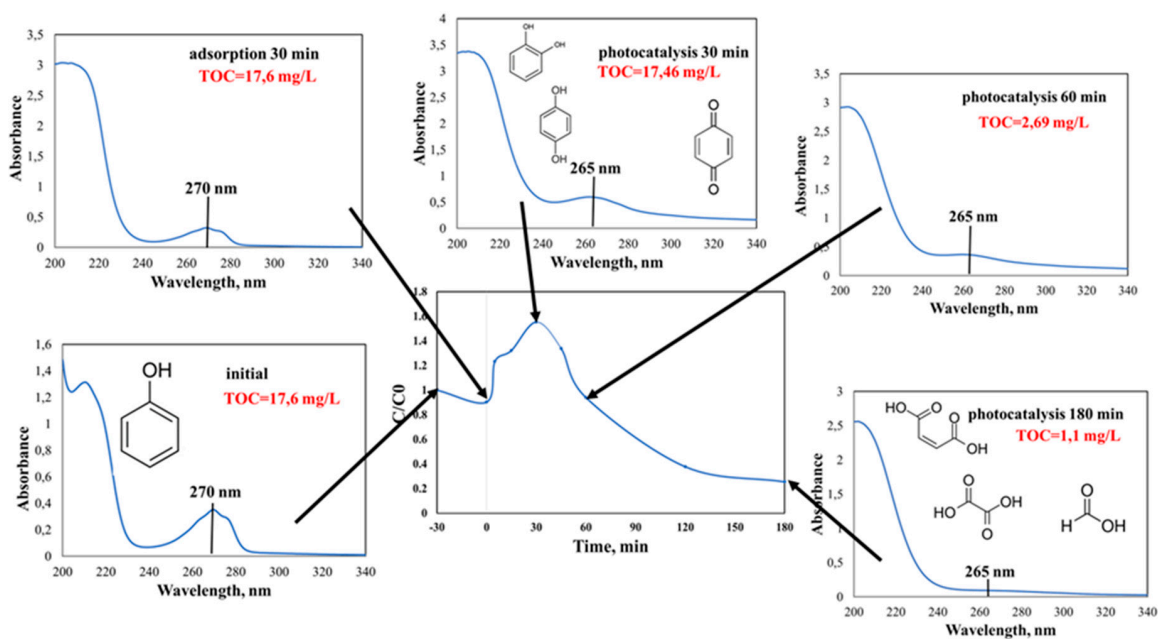 adsorption 30 min
TOC=17,6 mg/L
3,5
3
2,5
2
1,5
1
0,5
0
Absorbance
270 nm
200 220 240 260 280 300 320 340
Wavelength, nm
photocatalysis 30 min
TOC=17,46 mg/L
4
3,5
3
2,5
2
1,5
1
0,5
0
Abosrbance
OH
OH
OH
OH
O
O
265 nm
200 220 240 260 280 300 320 340
Wavelength, nm
photocatalysis 60 min
TOC=2,69 mg/L
3,5
3
2,5
2
1,5
1
0,5
0
Absorbance
265 nm
200 220 240 260 280 300 320 340
Wavelength, nm
initial
TOC=17,6 mg/L
1,6
1,4
1,2
1
0,8
0,6
0,4
0,2
0
Absorbance
OH
270 nm
200 220 240 260 280 300 320 340
Wavelength, nm
1.8
1.6
1.4
1.2
1
0.8
0.6
0.4
0.2
0
C/C0
-30 0 30 60 90 120 150 180
Time, min
photocatalysis 180 min
TOC=1,1 mg/L
3
2,5
2
1,5
1
0,5
0
Absorbance
HO
O
O
OH
O
OH
HO
O
O
H
OH
265 nm
200 220 240 260 280 300 320 340
Wavelength, nm